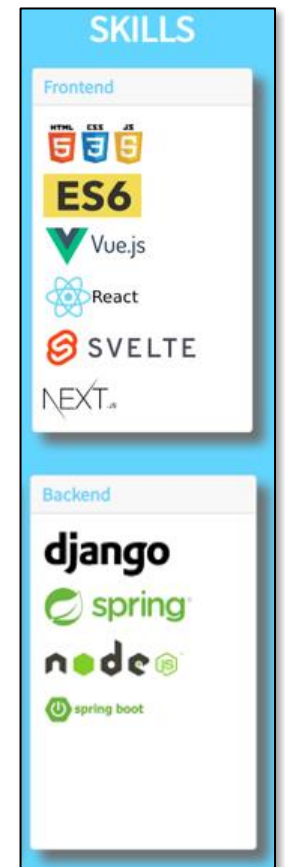 SKILLS
Frontend
HTML CSS JS
5 3 5
ES6
Vue.js
React
SVELTE
NEXT.JS
Backend
django
spring
node JS
spring boot